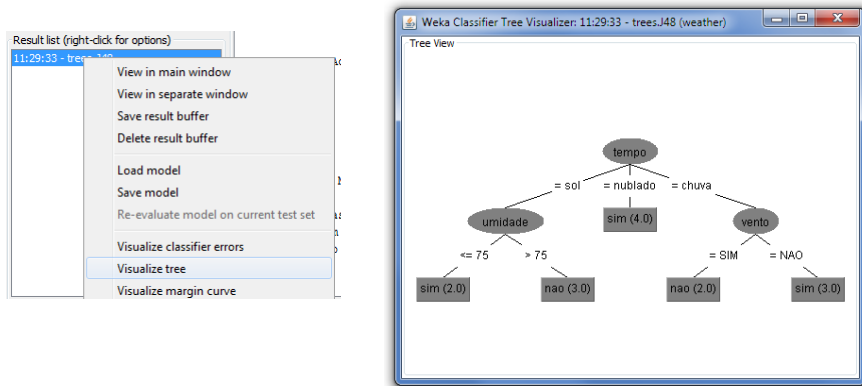 Result list (right-click for options)
11:29:33 - trees.J48
View in main window
View in separate window
Save result buffer
Delete result buffer
Load model
Save model
Re-evaluate model on current test set
Visualize classifier errors
Visualize tree
Visualize margin curve
Weka Classifier Tree Visualizer: 11:29:33 - trees.J48 (weather)
Tree View
tempo
= sol = nublado = chuva
umidade sim (4.0) vento
<= 75 > 75 = SIM = NAO
sim (2.0) nao (3.0) nao (2.0) sim (3.0)